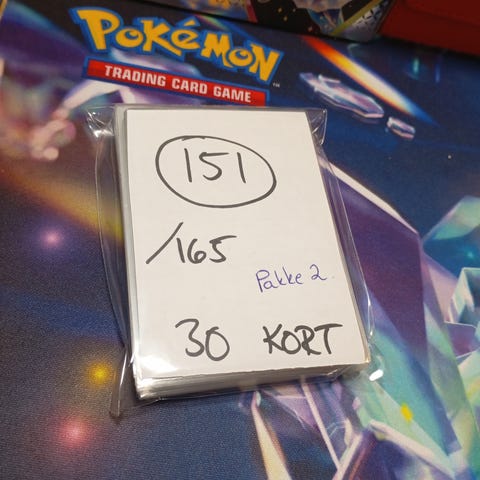 POKéMON
TRADING CARD GAME
151
/165
Pakke 2.
30 KORT